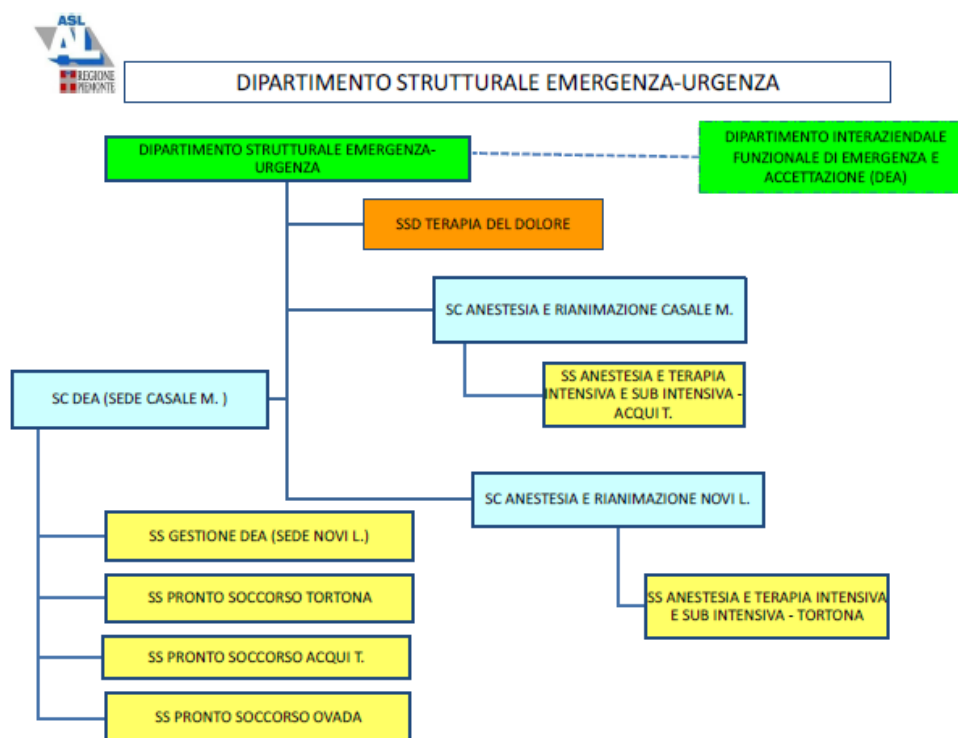 ASL
AL
REGIONE
PIEMONTE
DIPARTIMENTO STRUTTURALE EMERGENZA-URGENZA
DIPARTIMENTO STRUTTURALE EMERGENZA-
URGENZA
DIPARTIMENTO INTERAZIENDALE
FUNZIONALE DI EMERGENZA E
ACCETTAZIONE (DEA)
SSD TERAPIA DEL DOLORE
SC ANESTESIA E RIANIMAZIONE CASALE M.
SS ANESTESIA E TERAPIA
INTENSIVA E SUB INTENSIVA -
ACQUI T.
SC DEA (SEDE CASALE M. )
SC ANESTESIA E RIANIMAZIONE NOVI L.
SS GESTIONE DEA (SEDE NOVI L.)
SS PRONTO SOCCORSO TORTONA
SS ANESTESIA E TERAPIA INTENSIVA
E SUB INTENSIVA - TORTONA
SS PRONTO SOCCORSO ACQUI T.
SS PRONTO SOCCORSO OVADA